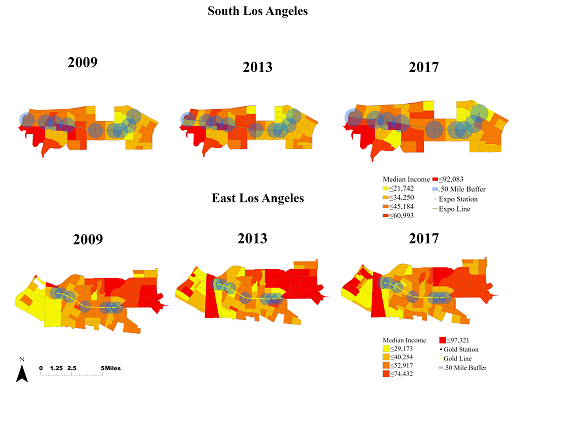 South Los Angeles
2009
2013
2017
Median Income
≤21,742
≤34,250
≤45,184
≤60,993
≤92,083
.50 Mile Buffer
Expo Station
Expo Line
East Los Angeles
2009
2013
2017
Median Income
≤29,173
≤40,254
≤52,917
≤74,432
≤97,321
Gold Station
Gold Line
.50 Mile Buffer
N
0 1.25 2.5 5 Miles